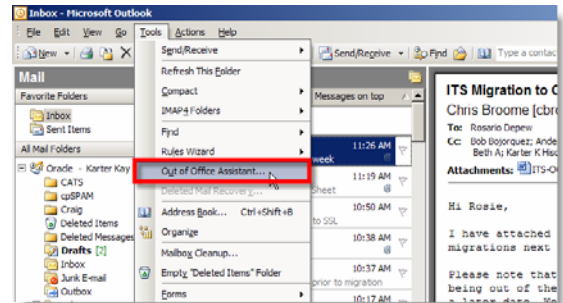 Inbox - Microsoft Outlook
File Edit View Go Tools Actions Help
New Send/Receive Find Type a contac
Mail
Favorite Folders
Inbox
Sent Items
All Mail Folders
Oracle - Karter Kay
CATS
cpSPAM
Craig
Deleted Items
Deleted Messages
Drafts [2]
Inbox
Junk E-mail
Outbox
Send/Receive
Refresh This Folder
Compact
IMAP4 Folders
Find
Rules Wizard
Out of Office Assistant...
Deleted Mail Recovery...
Address Book... Ctrl+Shift+B
Organize
Mailbox Cleanup...
Empty "Deleted Items" Folder
Forms
Messages on top
11:26 AM
week
11:19 AM
Sheet
10:50 AM
to SSL
10:38 AM
10:37 AM
prior to migration
10:17 AM
ITS Migration to
Chris Broome [cbr
To: Rosario Depew
Cc: Bob Bojorquez; Ande
Beth A; Karter K Hisc
Attachments: ITS-O
Hi Rosie,
I have attached
migrations next
Please note that
being out of the